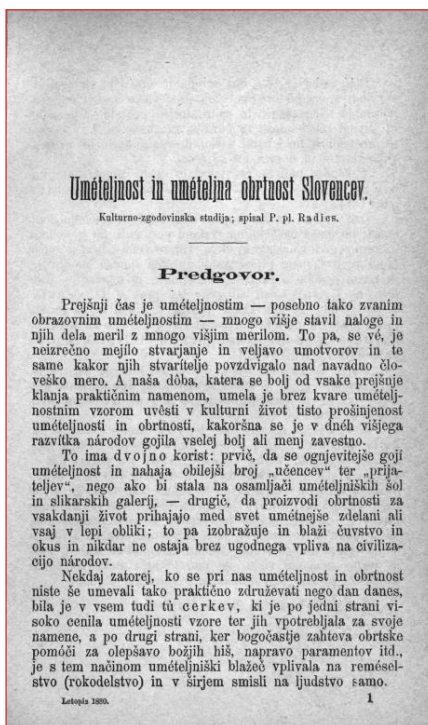 Umételjnost in umételjna obrtnost Slovencev.
Kulturno-zgodovinska studija; spisal P. pl. Radics.
Predgovor.
Prejšnji čas je umételjnostim — posebno tako zvanim
obrazovnim umételjnostim — mnogo višje stavil naloge in
njih dela meril z mnogo višjim merilom. To pa, se vé, je
neizrečno mejilo stvarjanje in veljavo umotvorov in te
same kakor njih stvaritelje povzdvigalo nad navadno člo-
veško mero. A naša dôba, katera se bolj od vsake prejšnje
klanja praktičnim namenom, umela je brez kvare umételj-
nostnim vzorom uvêsti v kulturni život tisto prošinjenost
umételjnosti in obrtnosti, kakoršna se je v dnéh višjega
razvitka národov gojila vselej bolj ali menj zavestno.
To ima dvojno korist: prvič, da se ognjevitejše gojí
umételjnost in nahaja obilejši broj „učencev“ ter „prija-
teljev“, nego ako bi stala na osamljači umételjniških šol
in slikarskih galerij, — drugič, da proizvodi obrtnosti za
vsakdanji život prihajajo med svet umétnejše zdelani ali
vsaj v lepi obliki; to pa izobražuje in blaži čuvstvo in
okus in nikdar ne ostaja brez ugodnega vpliva na civiliza-
cijo národov.
Nekdaj zatorej, ko se pri nas umételjnost in obrtnost
niste še umevali tako praktično združevati nego dan danes,
bila je v vsem tudi tù cerkev, ki je po jedni strani vi-
soko cenila umételjnosti vzore ter jih vpotrebljala za svoje
namene, a po drugi strani, ker bogočastje zahteva obrtske
pomóči za olepšavo božjih hiš, napravo paramentov itd.,
je s tem načinom umételjniški blažeč vplivala na remésel-
stvo (rokodelstvo) in v širjem smisli na ljudstvo samo.
Letopis 1880.
1